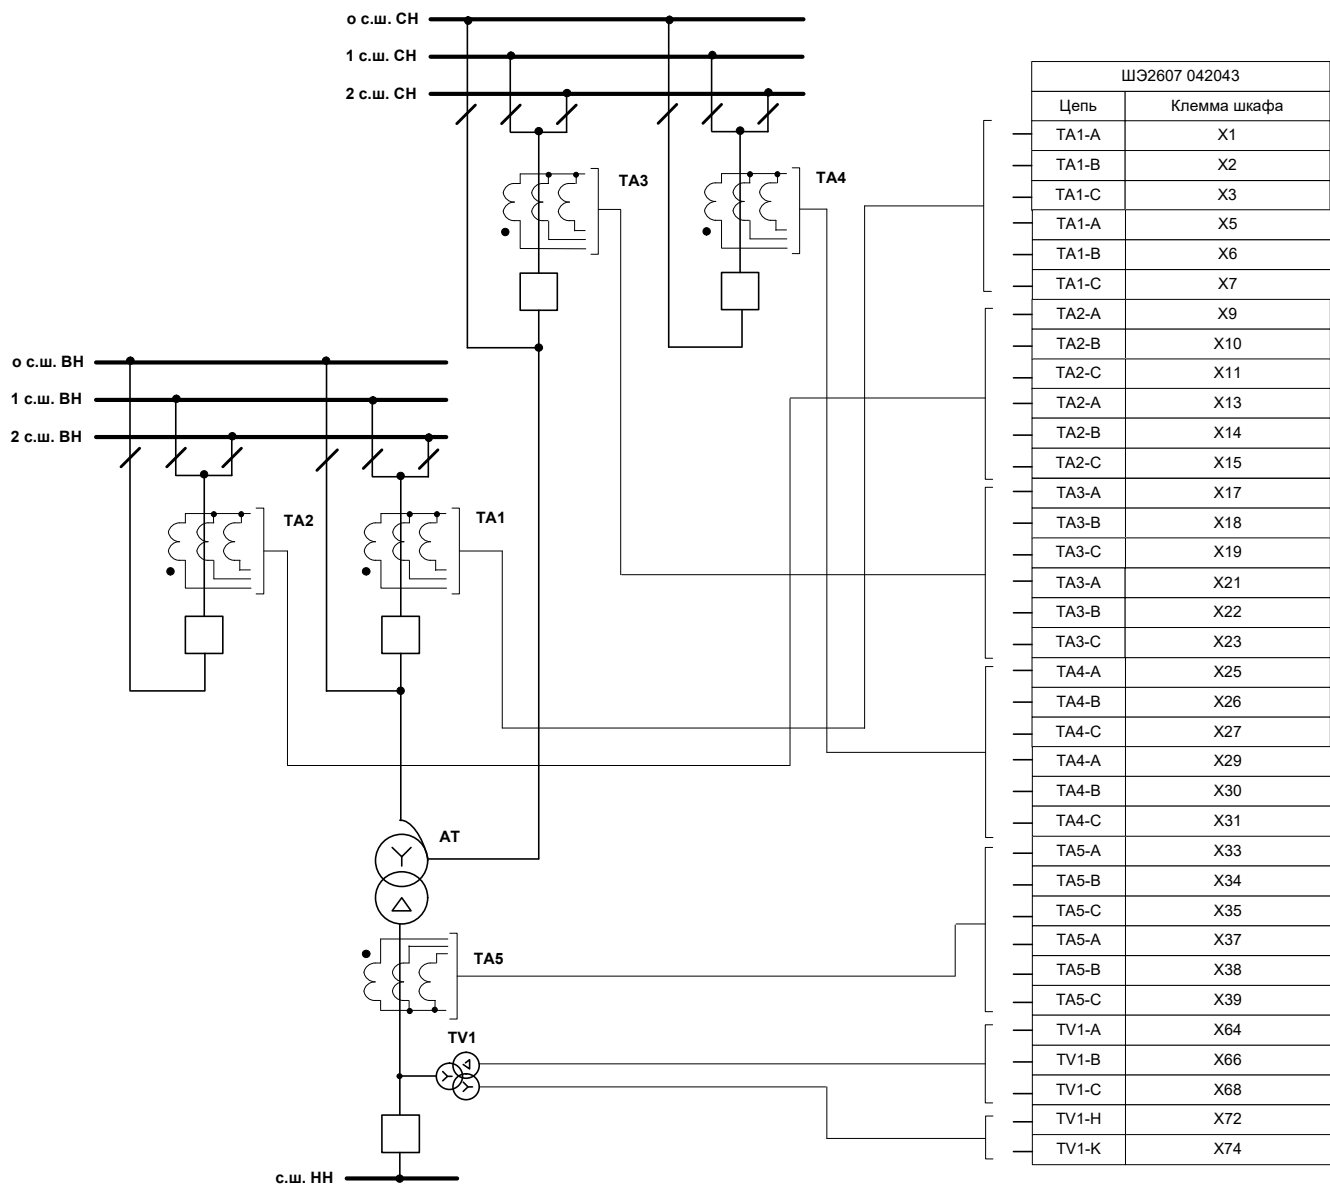 о с.ш. СН
1 с.ш. СН
2 с.ш. СН
ТА3
ТА4
о с.ш. ВН
1 с.ш. ВН
2 с.ш. ВН
ТА2
ТА1
АТ
ТА5
TV1
с.ш. НН
ШЭ2607 042043
Цепь Клемма шкафа
ТА1-А Х1
ТА1-В Х2
ТА1-С Х3
ТА1-А Х5
ТА1-В Х6
ТА1-С Х7
ТА2-А Х9
ТА2-В Х10
ТА2-С Х11
ТА2-А Х13
ТА2-В Х14
ТА2-С Х15
ТА3-А Х17
ТА3-В Х18
ТА3-С Х19
ТА3-А Х21
ТА3-В Х22
ТА3-С Х23
ТА4-А Х25
ТА4-В Х26
ТА4-С Х27
ТА4-А Х29
ТА4-В Х30
ТА4-С Х31
ТА5-А Х33
ТА5-В Х34
ТА5-С Х35
ТА5-А Х37
ТА5-В Х38
ТА5-С Х39
TV1-А Х64
TV1-В Х66
TV1-С Х68
TV1-Н Х72
TV1-К Х74